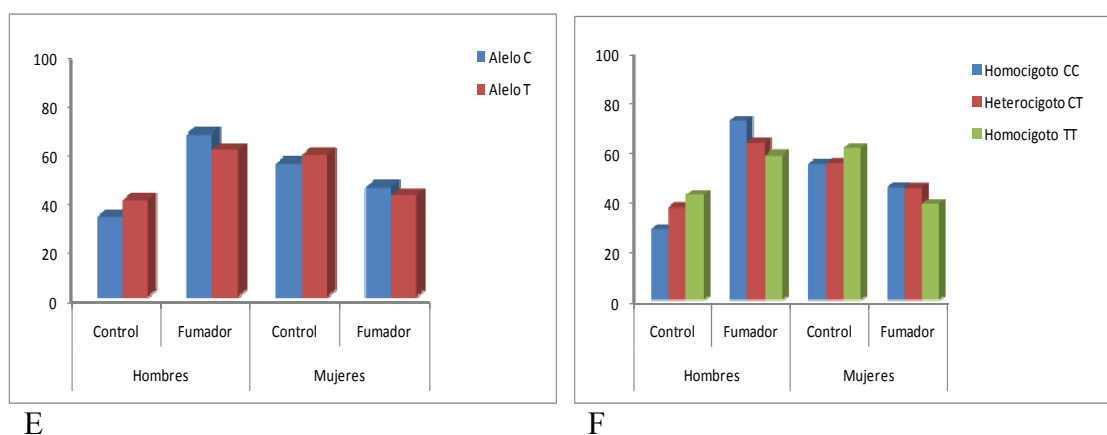 100
80
60
40
20
0
Alelo C
Alelo T
Control Fumador Control Fumador
Hombres Mujeres
E
100
80
60
40
20
0
Homocigoto CC
Heterocigoto CT
Homocigoto TT
Control Fumador Control Fumador
Hombres Mujeres
F